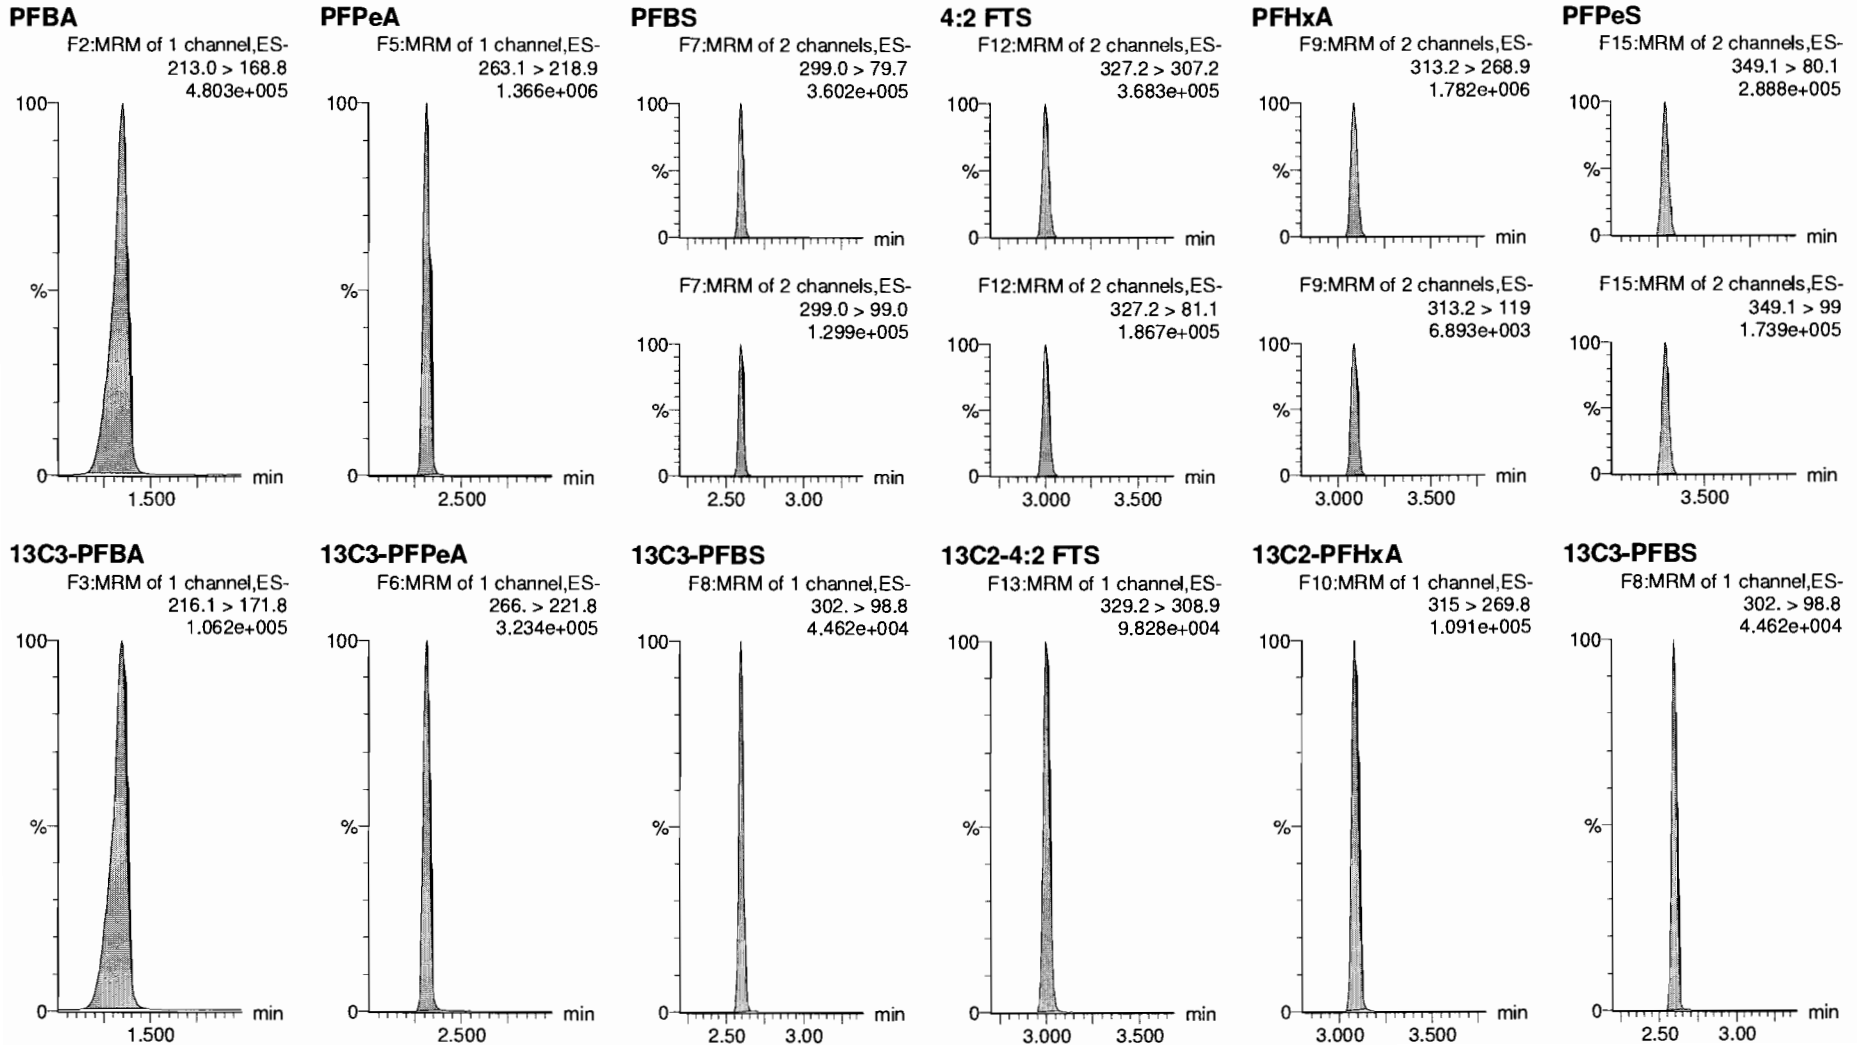 PFBA
F2:MRM of 1 channel,ES-
213.0 > 168.8
4.803e+005
100
%
0
min
1.500
PFPeA
F5:MRM of 1 channel,ES-
263.1 > 218.9
1.366e+006
100
%
0
min
2.500
PFBS
F7:MRM of 2 channels,ES-
299.0 > 79.7
3.602e+005
100
%
0
min
F7:MRM of 2 channels,ES-
299.0 > 99.0
1.299e+005
100
%
0
min
2.50 3.00
4:2 FTS
F12:MRM of 2 channels,ES-
327.2 > 307.2
3.683e+005
100
%
0
min
F12:MRM of 2 channels,ES-
327.2 > 81.1
1.867e+005
100
%
0
min
3.000 3.500
PFHxA
F9:MRM of 2 channels,ES-
313.2 > 268.9
1.782e+006
100
%
0
min
F9:MRM of 2 channels,ES-
313.2 > 119
6.893e+003
100
%
0
min
3.000 3.500
PFPeS
F15:MRM of 2 channels,ES-
349.1 > 80.1
2.888e+005
100
%
0
min
F15:MRM of 2 channels,ES-
349.1 > 99
1.739e+005
100
%
0
min
3.500
13C3-PFBA
F3:MRM of 1 channel,ES-
216.1 > 171.8
1.062e+005
100
%
0
min
1.500
13C3-PFPeA
F6:MRM of 1 channel,ES-
266. > 221.8
3.234e+005
100
%
0
min
2.500
13C3-PFBS
F8:MRM of 1 channel,ES-
302. > 98.8
4.462e+004
100
%
0
min
2.50 3.00
13C2-4:2 FTS
F13:MRM of 1 channel,ES-
329.2 > 308.9
9.828e+004
100
%
0
min
3.000 3.500
13C2-PFHxA
F10:MRM of 1 channel,ES-
315 > 269.8
1.091e+005
100
%
0
min
3.000 3.500
13C3-PFBS
F8:MRM of 1 channel,ES-
302. > 98.8
4.462e+004
100
%
0
min
2.50 3.00